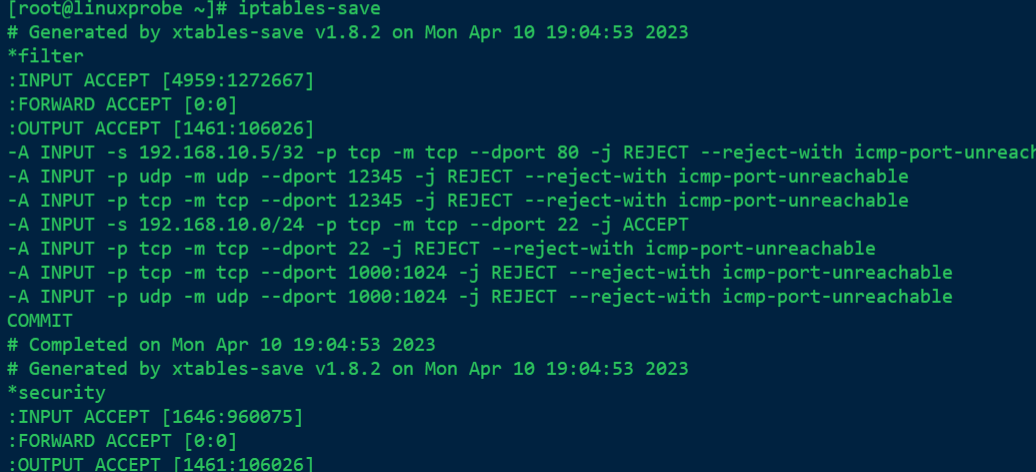 [root@linuxprobe ~]# iptables-save
# Generated by xtables-save v1.8.2 on Mon Apr 10 19:04:53 2023
*filter
:INPUT ACCEPT [4959:1272667]
:FORWARD ACCEPT [0:0]
:OUTPUT ACCEPT [1461:106026]
-A INPUT -s 192.168.10.5/32 -p tcp -m tcp --dport 80 -j REJECT --reject-with icmp-port-unreach
-A INPUT -p udp -m udp --dport 12345 -j REJECT --reject-with icmp-port-unreachable
-A INPUT -p tcp -m tcp --dport 12345 -j REJECT --reject-with icmp-port-unreachable
-A INPUT -s 192.168.10.0/24 -p tcp -m tcp --dport 22 -j ACCEPT
-A INPUT -p tcp -m tcp --dport 22 -j REJECT --reject-with icmp-port-unreachable
-A INPUT -p tcp -m tcp --dport 1000:1024 -j REJECT --reject-with icmp-port-unreachable
-A INPUT -p udp -m udp --dport 1000:1024 -j REJECT --reject-with icmp-port-unreachable
COMMIT
# Completed on Mon Apr 10 19:04:53 2023
# Generated by xtables-save v1.8.2 on Mon Apr 10 19:04:53 2023
*security
:INPUT ACCEPT [1646:960075]
:FORWARD ACCEPT [0:0]
:OUTPUT ACCEPT [1461:106026]